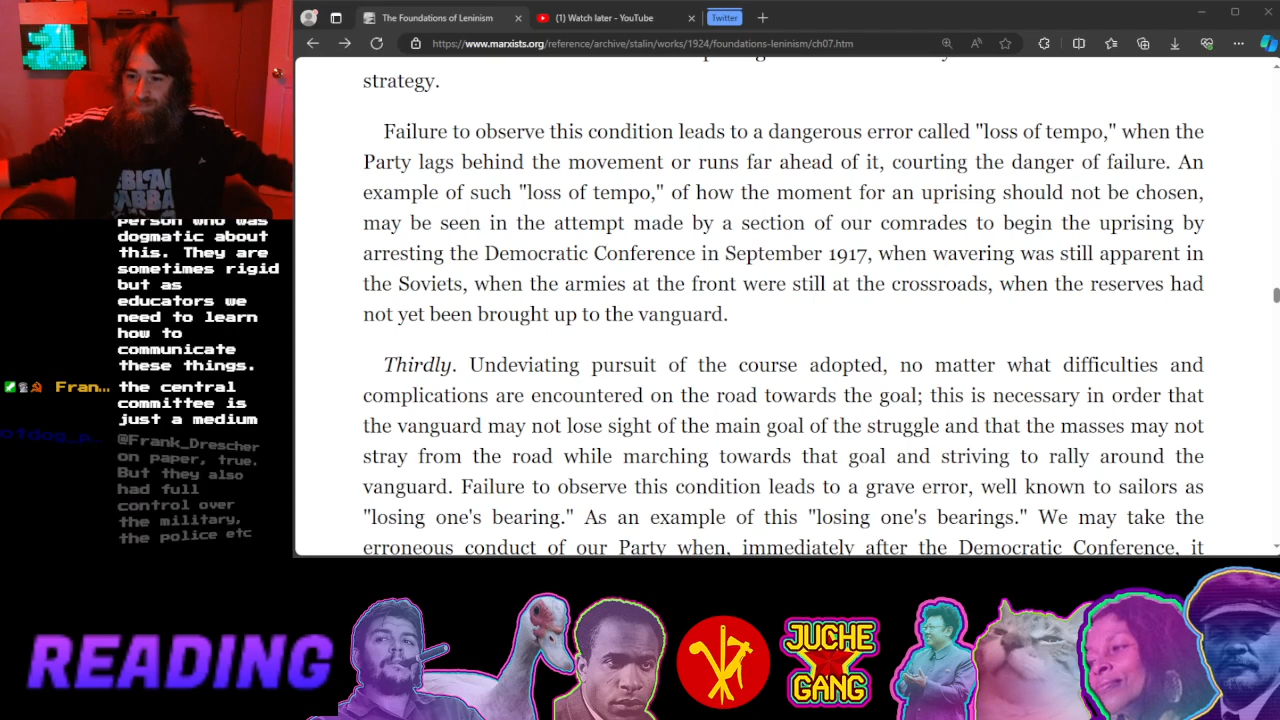 The Foundations of Leninism
(1) Watch later - YouTube
Twitter
https://www.marxists.org/reference/archive/stalin/works/1924/foundations-leninism/ch07.htm
strategy.
Failure to observe this condition leads to a dangerous error called "loss of tempo," when the
Party lags behind the movement or runs far ahead of it, courting the danger of failure. An
example of such "loss of tempo," of how the moment for an uprising should not be chosen,
may be seen in the attempt made by a section of our comrades to begin the uprising by
arresting the Democratic Conference in September 1917, when wavering was still apparent in
the Soviets, when the armies at the front were still at the crossroads, when the reserves had
not yet been brought up to the vanguard.
Thirdly. Undeviating pursuit of the course adopted, no matter what difficulties and
complications are encountered on the road towards the goal; this is necessary in order that
the vanguard may not lose sight of the main goal of the struggle and that the masses may not
stray from the road while marching towards that goal and striving to rally around the
vanguard. Failure to observe this condition leads to a grave error, well known to sailors as
"losing one's bearing." As an example of this "losing one's bearings." We may take the
erroneous conduct of our Party when, immediately after the Democratic Conference, it
person who was
dogmatic about
this. They are
sometimes rigid
but as
educators we
need to learn
how to
communicate
these things.
Fran... the central
committee is
just a medium
@Frank_Drescher
on paper, true.
But they also
had full
control over
the military,
the police etc
READING
JUCHE
GANG